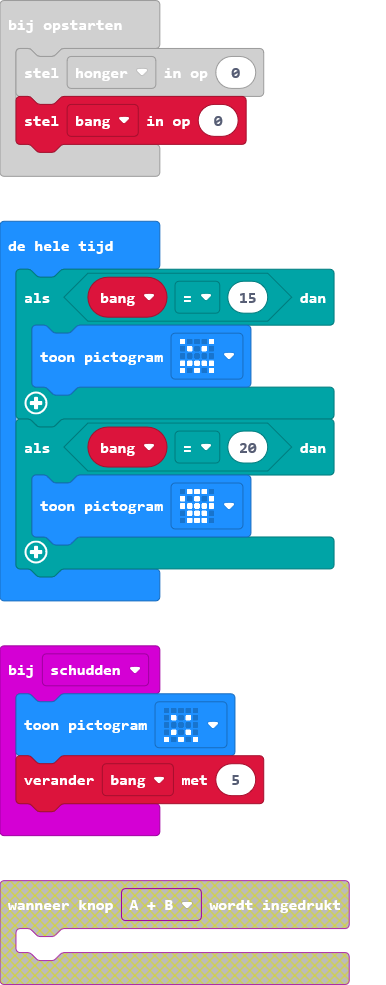 bij opstarten
stel honger in op 0
stel bang in op 0
de hele tijd
als bang = 15 dan
toon pictogram
als bang = 20 dan
toon pictogram
bij schudden
toon pictogram
verander bang met 5
wanneer knop A + B wordt ingedrukt